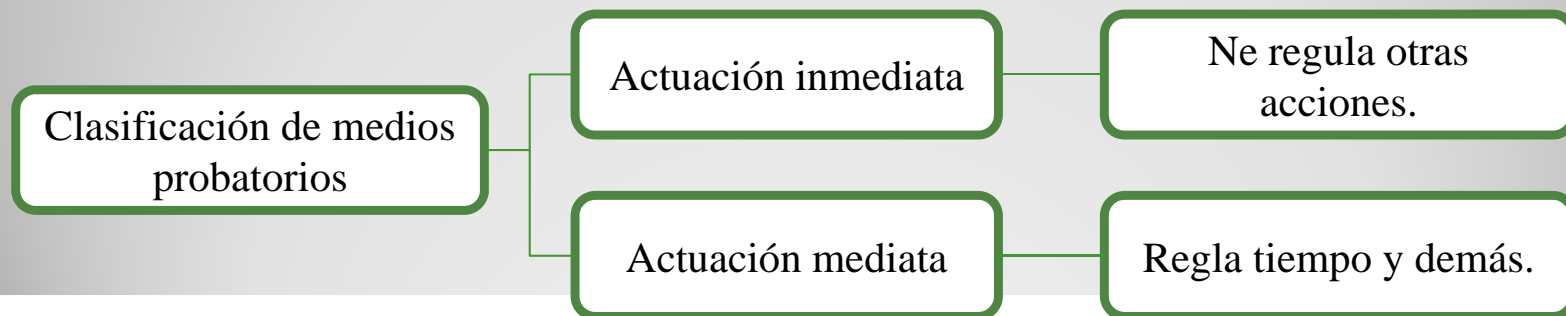 Clasificación de medios
probatorios
Actuación inmediata
Ne regula otras
acciones.
Actuación mediata
Regla tiempo y demás.